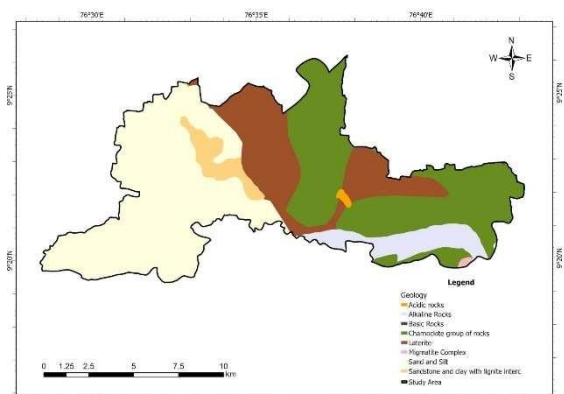 76°30'E 76°35'E 76°40'E
N
W E
S
9°25'N 9°25'N
9°20'N 9°20'N
Legend
Geology
Acidic rocks
Alkaline Rocks
Basic Rocks
Charnockite group of rocks
Laterite
Migmatite Complex
Sand and Silt
Sandstone and clay with lignite interc.
Study Area
0 1.25 2.5 5 7.5 10
km